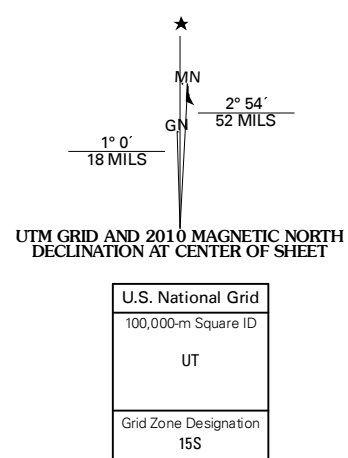 ★
MN
2° 54´
52 MILS
GN
1° 0´
18 MILS
UTM GRID AND 2010 MAGNETIC NORTH
DECLINATION AT CENTER OF SHEET
U.S. National Grid
100,000-m Square ID
UT
Grid Zone Designation
15S